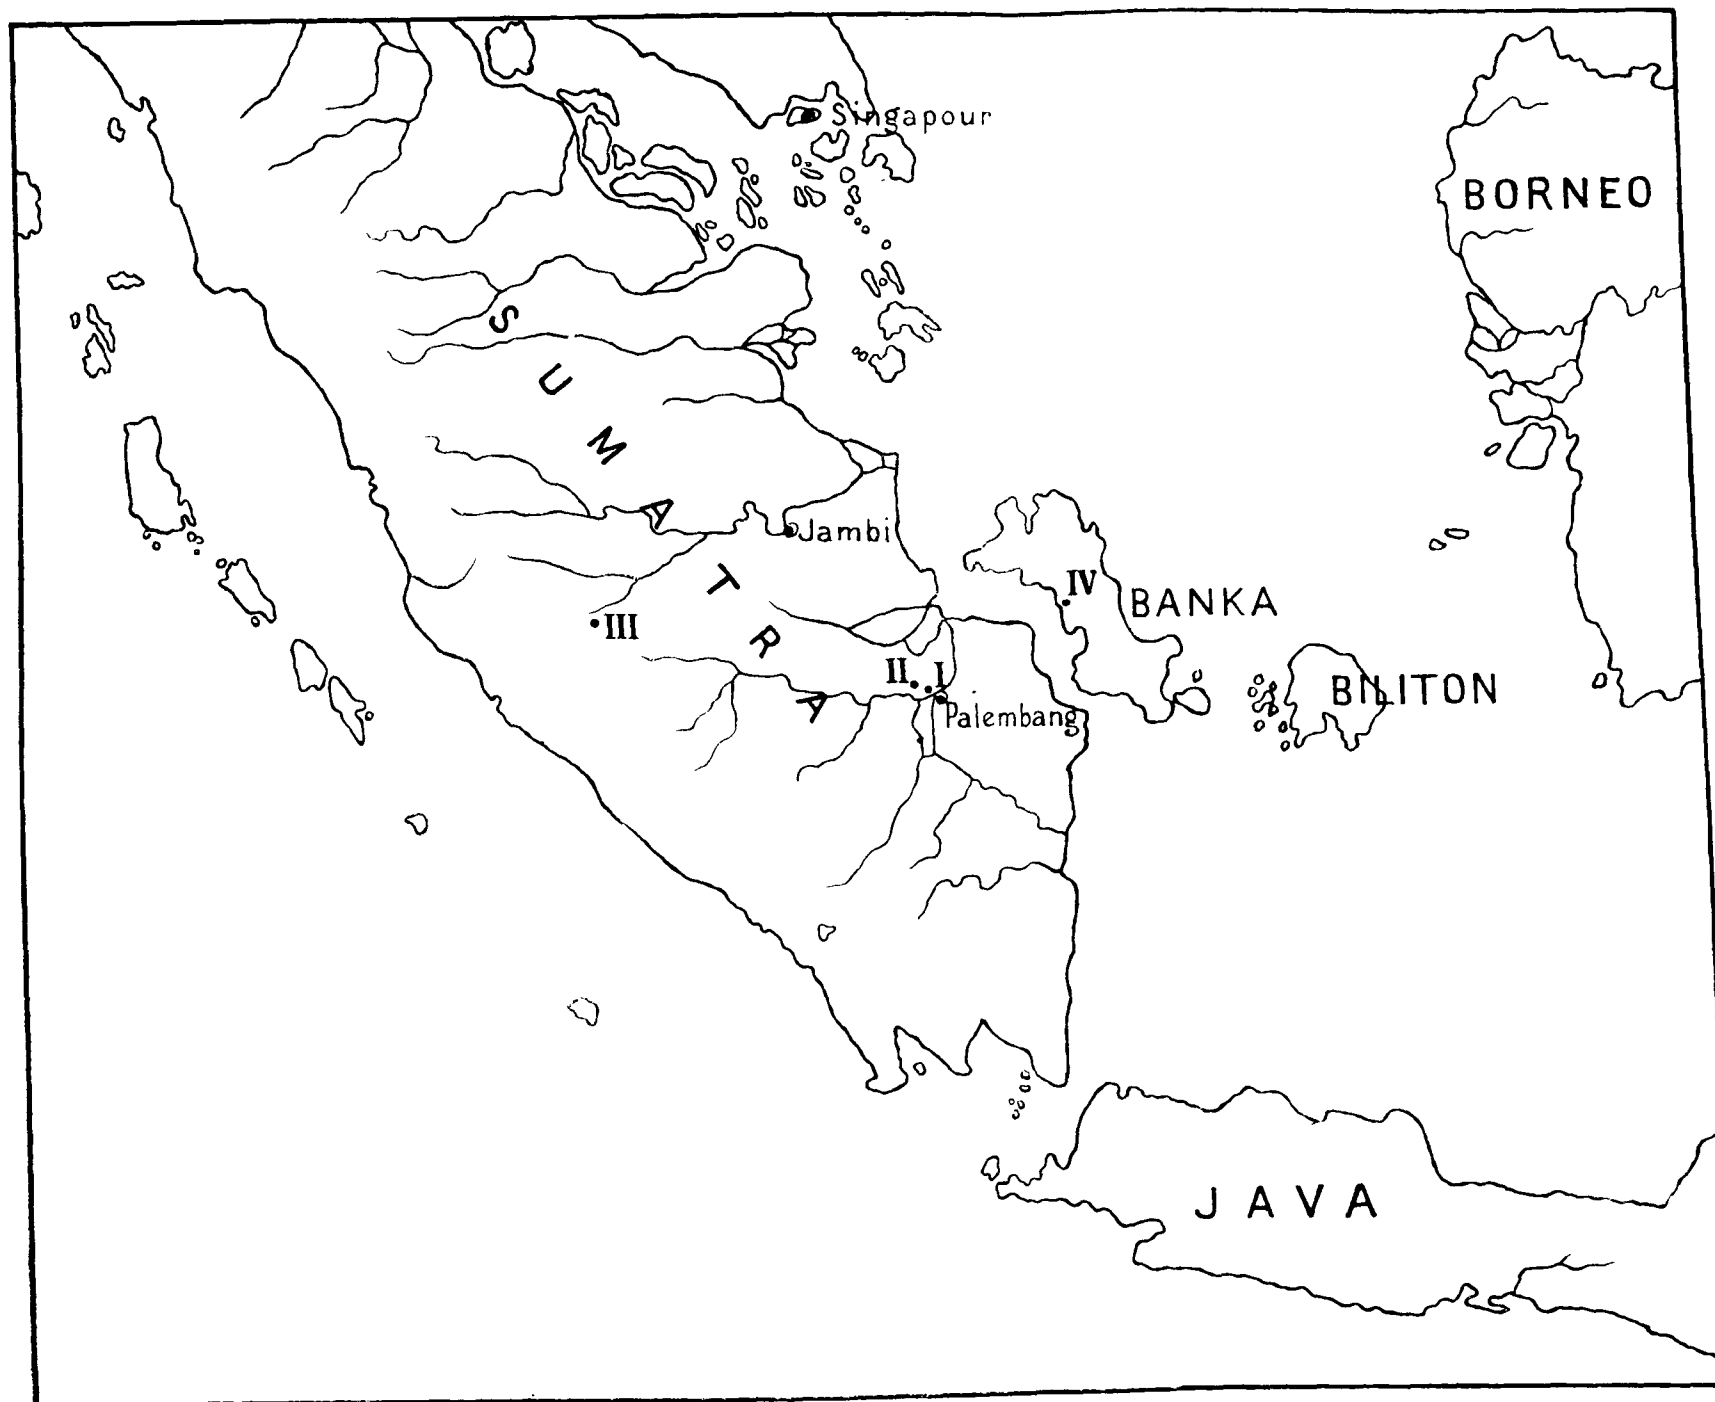 Singapour
BORNEO
SUMATRA
Jambi
IV
BANKA
III
II
I
BILITON
Palembang
JAVA